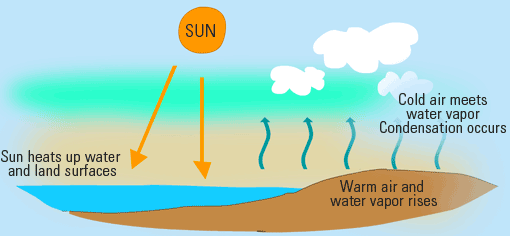 SUN
Cold air meets
water vapor
Condensation occurs
Sun heats up water
and land surfaces
Warm air and
water vapor rises